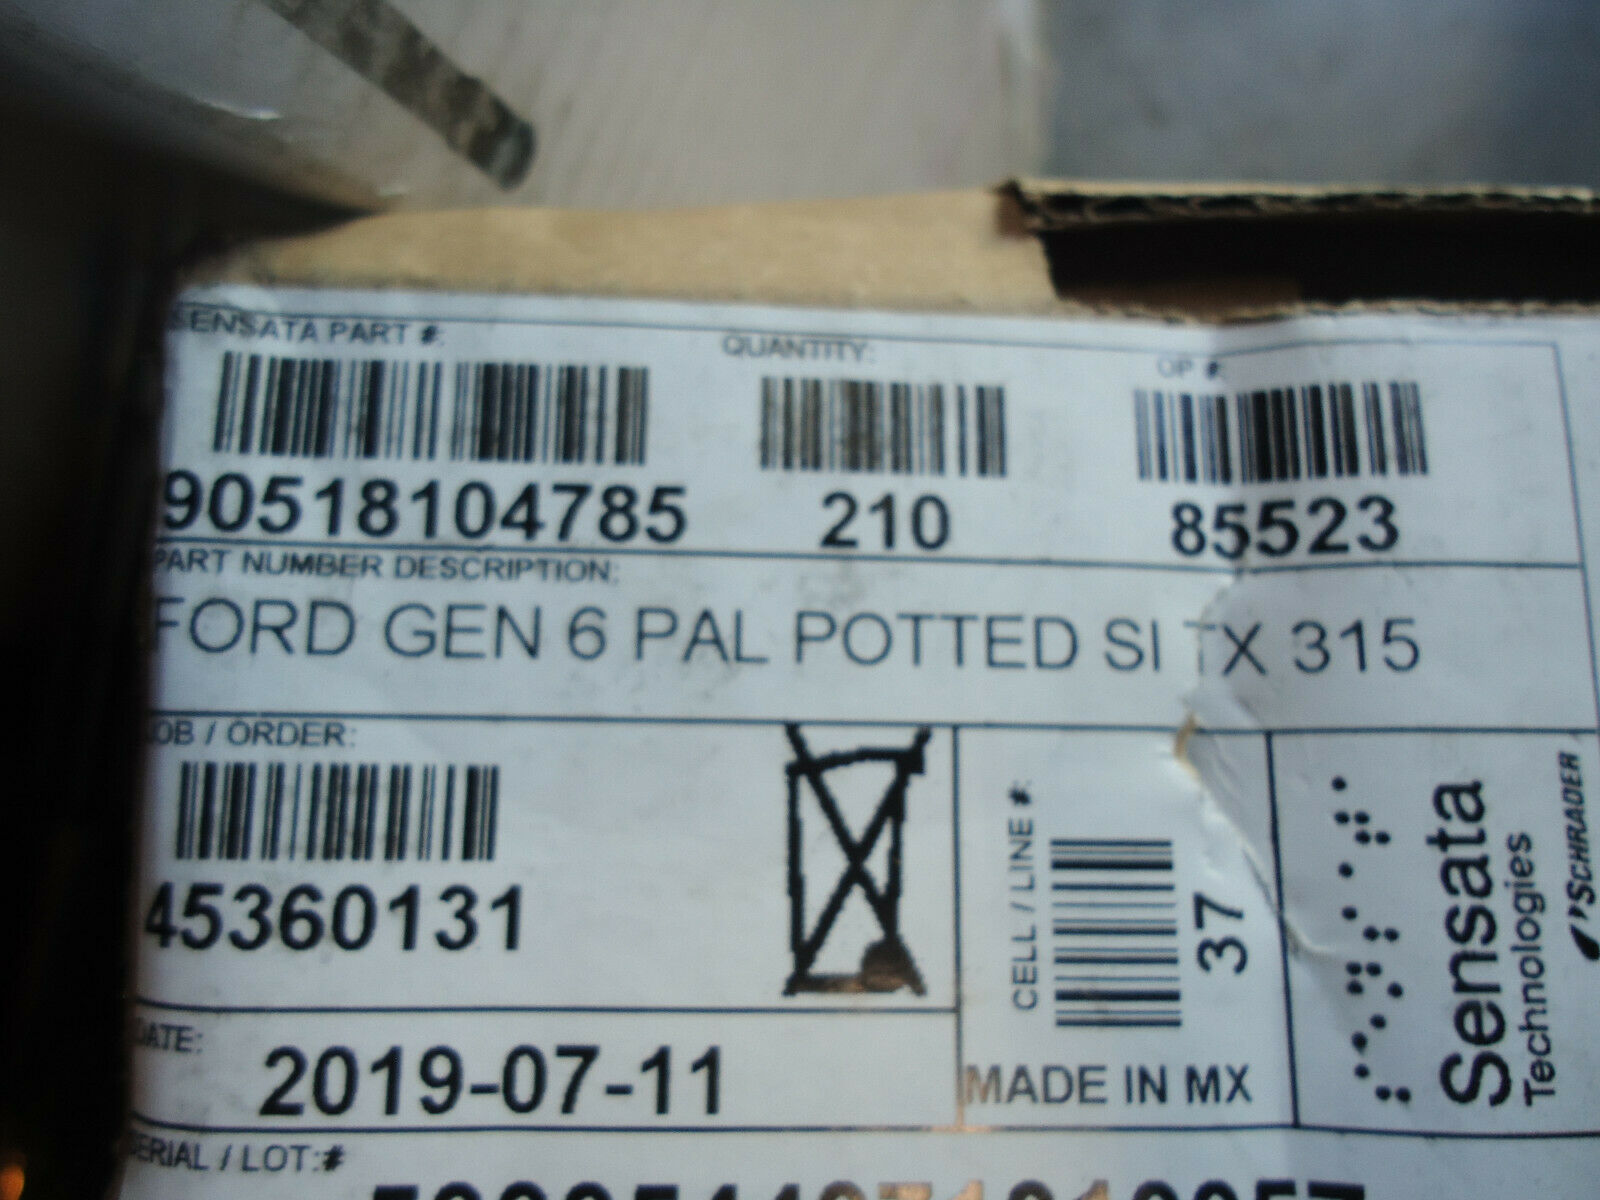 SENSATA PART #:
QUANTITY:
OP #:
90518104785
210
85523
PART NUMBER DESCRIPTION:
FORD GEN 6 PAL POTTED SI TX 315
OB / ORDER:
45360131
CELL / LINE #:
37
MADE IN MX
Sensata
Technologies
SCHRADER
DATE:
2019-07-11
SERIAL / LOT:#